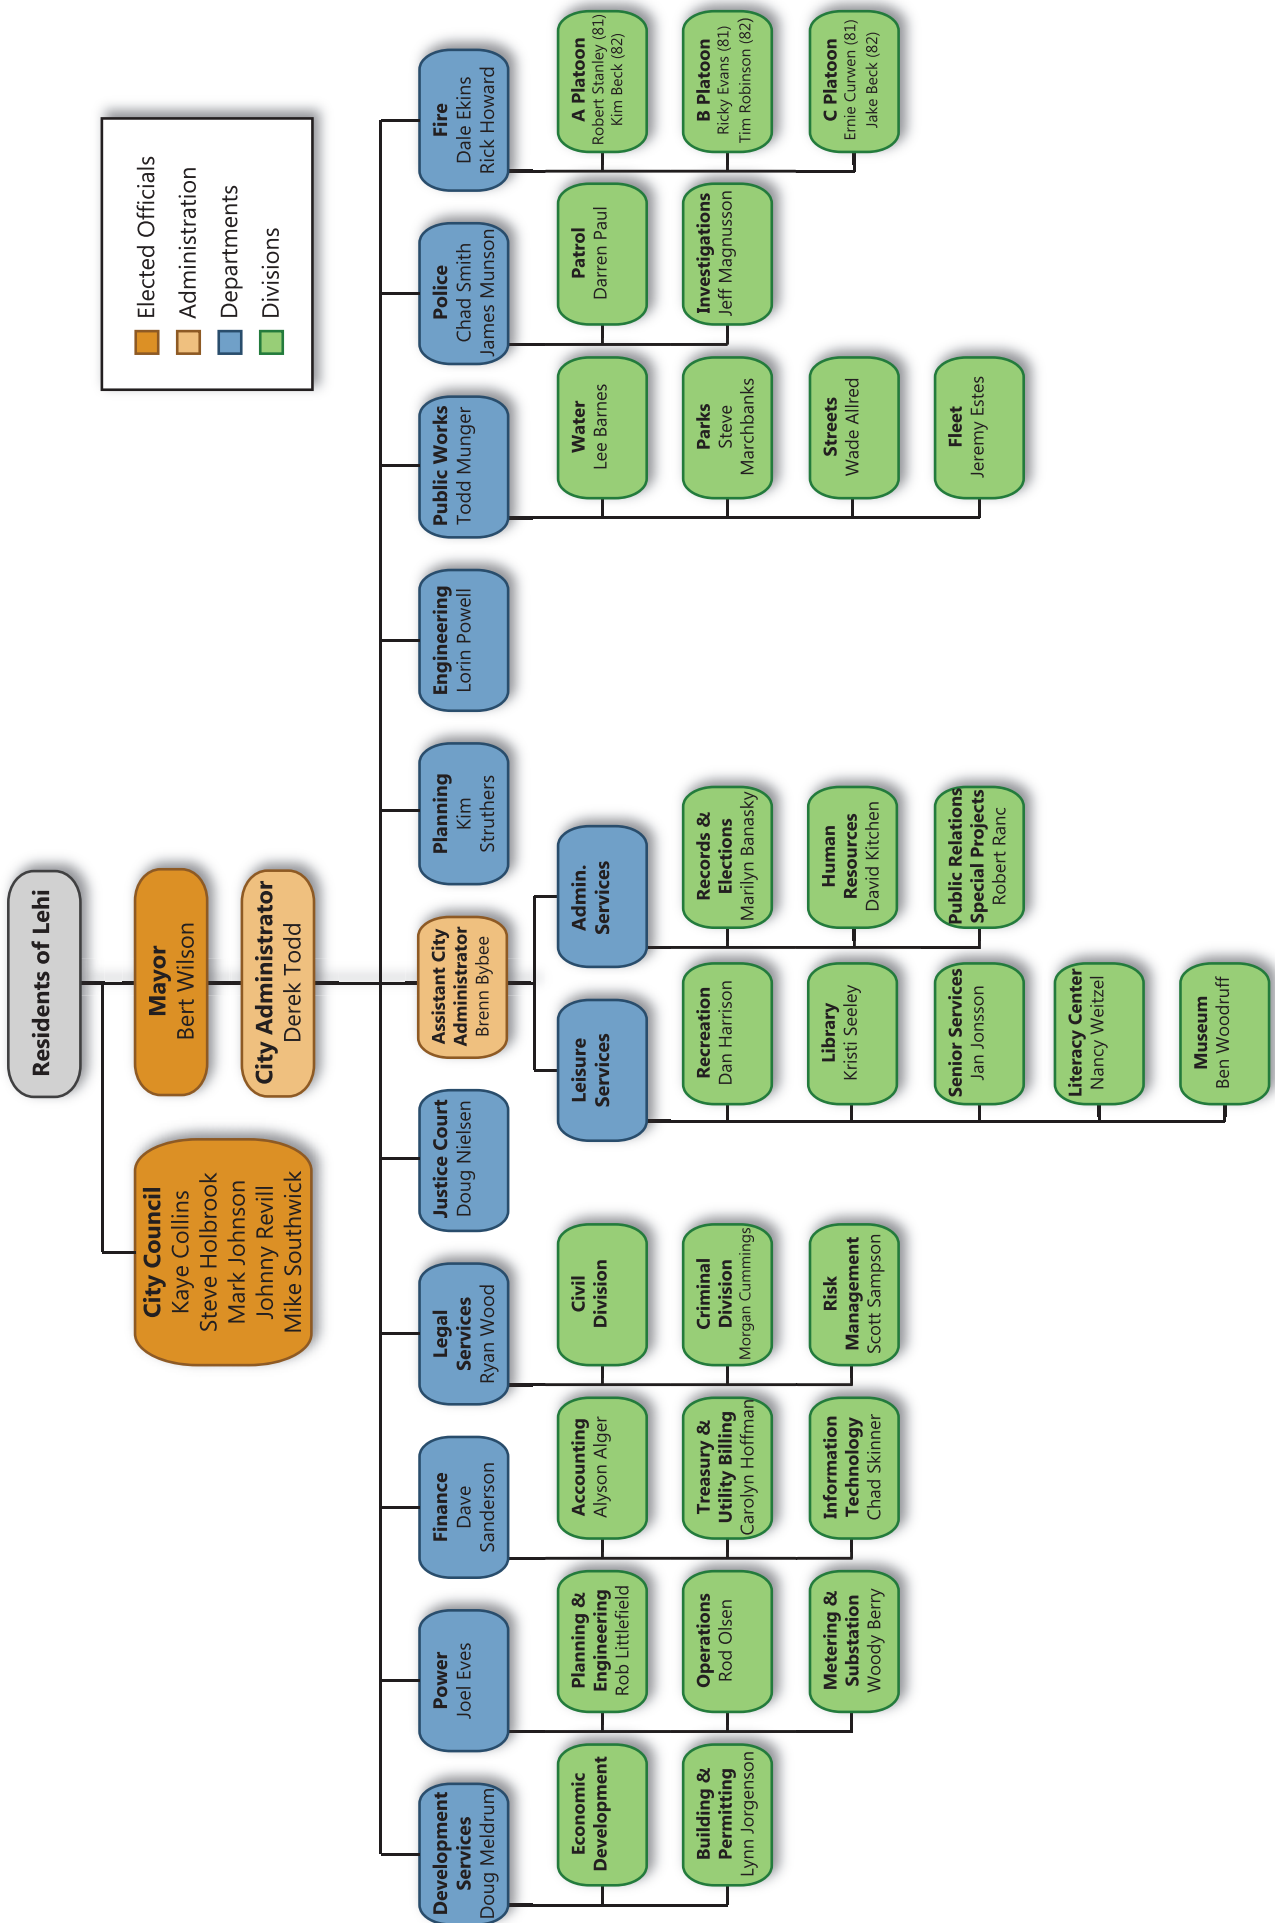 Residents of Lehi
City Council
Kaye Collins
Steve Holbrook
Mark Johnson
Johnny Revill
Mike Southwick
Mayor
Bert Wilson
City Administrator
Derek Todd
Elected Officials
Administration
Departments
Divisions
Development
Services
Doug Meldrum
Economic
Development
Building &
Permitting
Lynn Jorgenson
Power
Joel Eves
Planning &
Engineering
Rob Littlefield
Operations
Rod Olsen
Metering &
Substation
Woody Berry
Finance
Dave
Sanderson
Accounting
Alyson Alger
Treasury &
Utility Billing
Carolyn Hoffman
Information
Technology
Chad Skinner
Legal
Services
Ryan Wood
Civil
Division
Criminal
Division
Morgan Cummings
Risk
Management
Scott Sampson
Justice Court
Doug Nielsen
Assistant City
Administrator
Brenn Bybee
Leisure
Services
Recreation
Dan Harrison
Library
Kristi Seeley
Senior Services
Jan Jonsson
Literacy Center
Nancy Weitzel
Museum
Ben Woodruff
Admin.
Services
Records &
Elections
Marilyn Banasky
Human
Resources
David Kitchen
Public Relations
Special Projects
Robert Ranc
Planning
Kim
Struthers
Engineering
Lorin Powell
Public Works
Todd Munger
Water
Lee Barnes
Parks
Steve
Marchbanks
Streets
Wade Allred
Fleet
Jeremy Estes
Police
Chad Smith
James Munson
Patrol
Darren Paul
Investigations
Jeff Magnusson
Fire
Dale Ekins
Rick Howard
A Platoon
Robert Stanley (81)
Kim Beck (82)
B Platoon
Ricky Evans (81)
Tim Robinson (82)
C Platoon
Ernie Curwen (81)
Jake Beck (82)